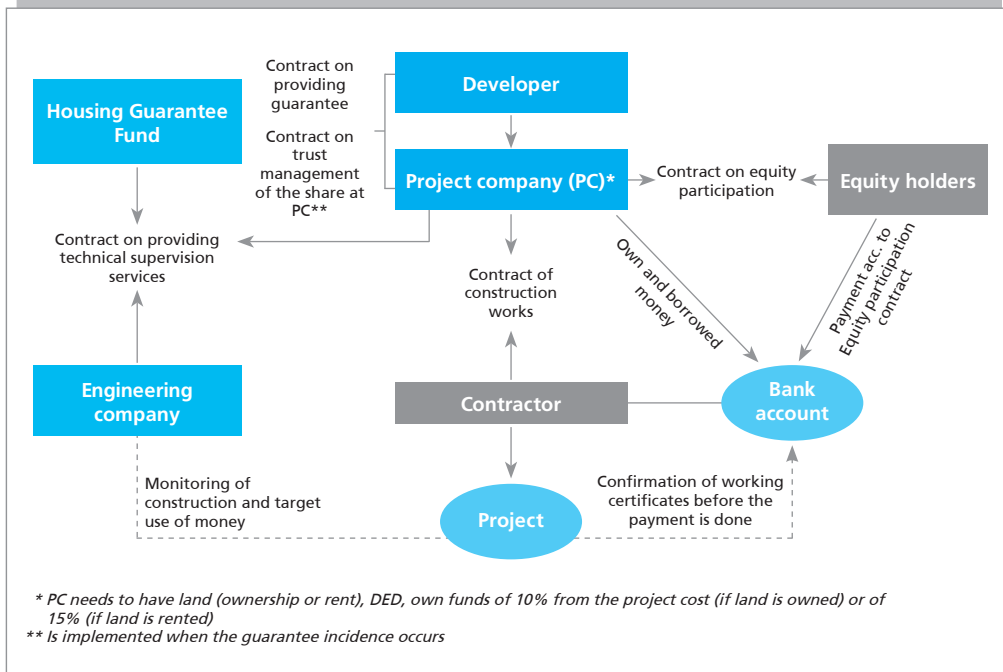 Housing Guarantee
Fund
Contract on
providing
guarantee
Contract on
trust
management
of the share at
PC**
Developer
Project company (PC)*
Contract on equity
participation
Equity holders
Contract on providing
technical supervision
services
Contract of
construction
works
Own and borrowed
money
Payment acc. to
Equity participation
contract
Engineering
company
Contractor
Bank
account
Monitoring of
construction and target
use of money
Project
Confirmation of working
certificates before the
payment is done
* PC needs to have land (ownership or rent), DED, own funds of 10% from the project cost (if land is owned) or of
15% (if land is rented)
** Is implemented when the guarantee incidence occurs